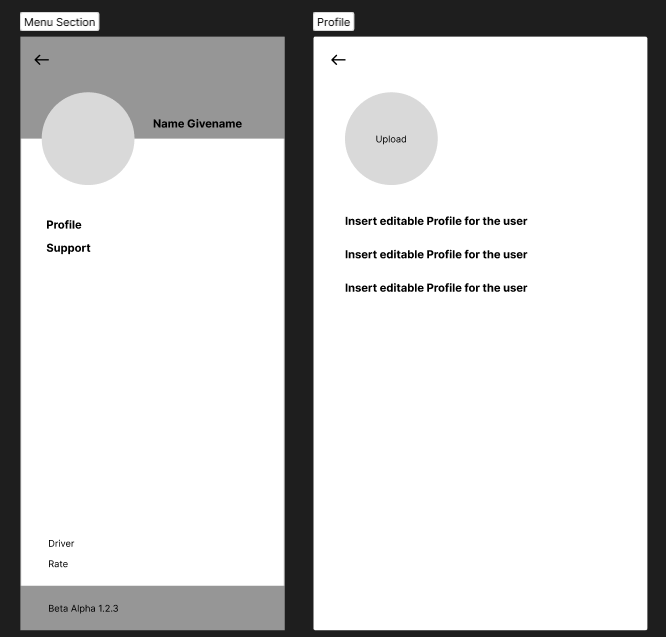 Menu Section
Name Givename
Profile
Support
Driver
Rate
Beta Alpha 1.2.3
Profile
Upload
Insert editable Profile for the user
Insert editable Profile for the user
Insert editable Profile for the user